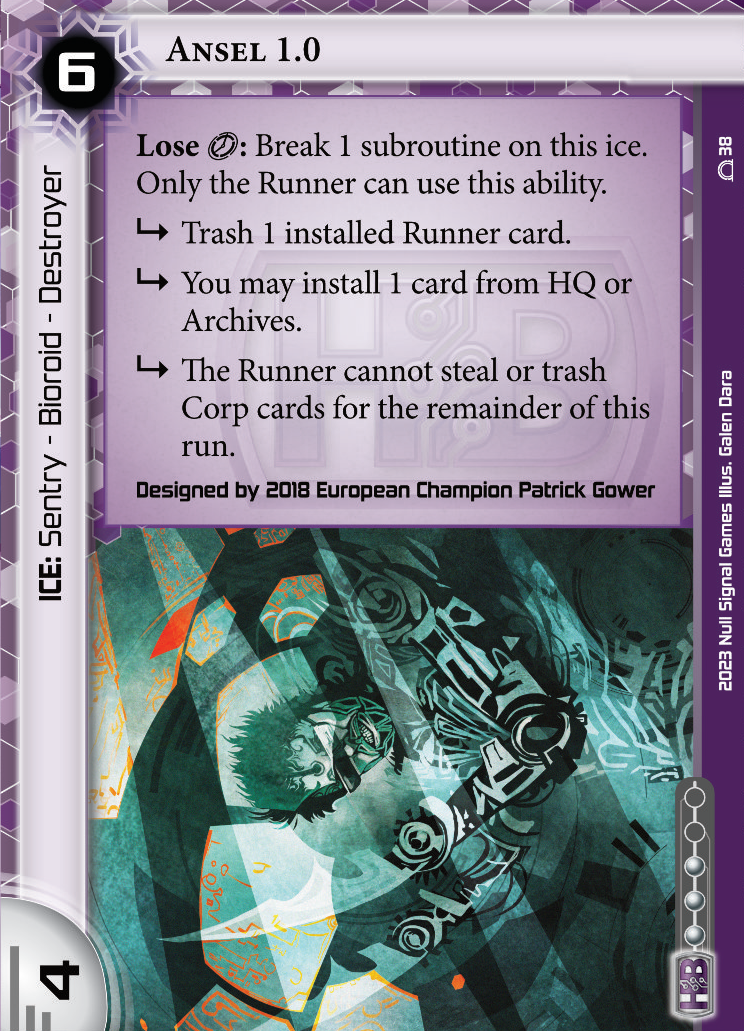 6
Ansel 1.0
Lose : Break 1 subroutine on this ice.
Only the Runner can use this ability.
↳ Trash 1 installed Runner card.
↳ You may install 1 card from HQ or
Archives.
↳ The Runner cannot steal or trash
Corp cards for the remainder of this
run.
Designed by 2018 European Champion Patrick Gower
ICE: Sentry - Bioroid - Destroyer
4
38
2023 Null Signal Games Illus. Galen Dara
HB